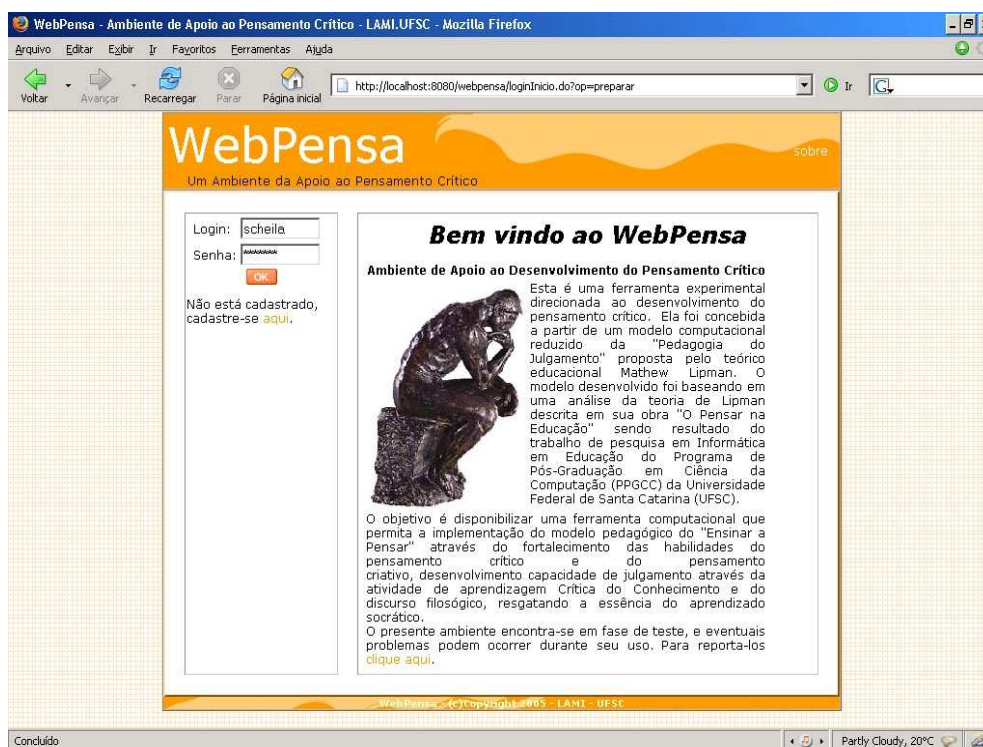 WebPensa - Ambiente de Apoio ao Pensamento Crítico - LAMI.UFSC - Mozilla Firefox
Arquivo Editar Exibir Ir Favoritos Ferramentas Ajuda
Voltar Avançar Recarregar Parar Página inicial http://localhost:8080/webpensa/loginInicio.do?op=preparar Ir G
WebPensa
sobre
Um Ambiente da Apoio ao Pensamento Crítico
Login: scheila
Senha: *******
OK
Não está cadastrado,
cadastre-se aqui.
Bem vindo ao WebPensa
Ambiente de Apoio ao Desenvolvimento do Pensamento Crítico
Esta é uma ferramenta experimental
direcionada ao desenvolvimento do
pensamento crítico. Ela foi concebida
a partir de um modelo computacional
reduzido da "Pedagogia do
Julgamento" proposta pelo teórico
educacional Mathew Lipman. O
modelo desenvolvido foi baseando em
uma análise da teoria de Lipman
descrita em sua obra "O Pensar na
Educação" sendo resultado do
trabalho de pesquisa em Informática
em Educação do Programa de
Pós-Graduação em Ciência da
Computação (PPGCC) da Universidade
Federal de Santa Catarina (UFSC).
O objetivo é disponibilizar uma ferramenta computacional que
permita a implementação do modelo pedagógico do "Ensinar a
Pensar" através do fortalecimento das habilidades do
pensamento crítico e do pensamento
criativo, desenvolvimento capacidade de julgamento através da
atividade de aprendizagem Crítica do Conhecimento e do
discurso filosógico, resgatando a essência do aprendizado
socrático.
O presente ambiente encontra-se em fase de teste, e eventuais
problemas podem ocorrer durante seu uso. Para reporta-los
clique aqui.
WebPensa - (c)Copyright 2005 - LAMI - UFSC
Concluído Partly Cloudy, 20°C